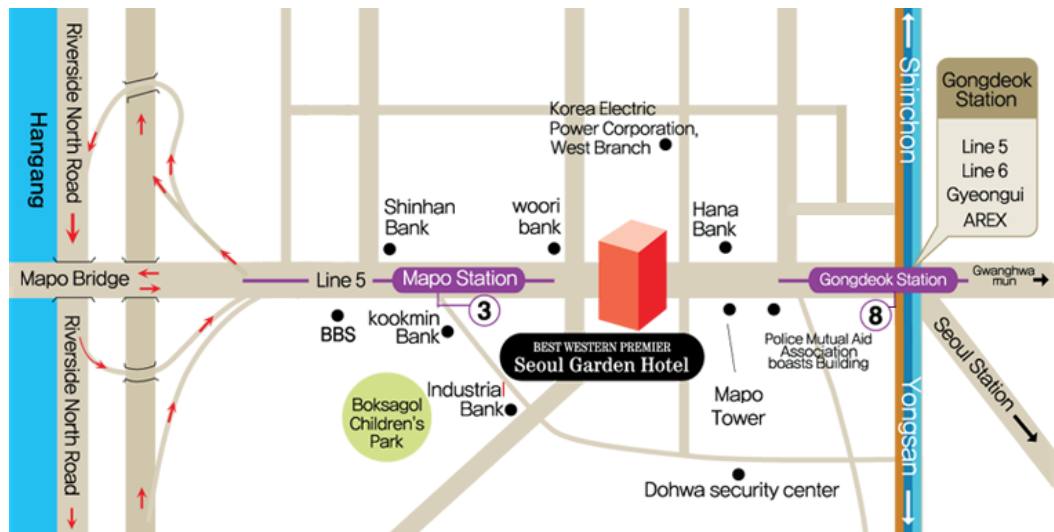 Hangang
Riverside North Road
Riverside North Road
Mapo Bridge
Line 5
Mapo Station
3
Shinhan
Bank
woori
bank
Korea Electric
Power Corporation,
West Branch
Hana
Bank
Shinchon
Gongdeok
Station
Line 5
Line 6
Gyeongui
AREX
Gongdeok Station
8
Gwanghwa
mun
Seoul Station
Yongsan
BBS
kookmin
Bank
BEST WESTERN PREMIER
Seoul Garden Hotel
Police Mutual Aid
Association
boasts Building
Mapo
Tower
Boksagol
Children's
Park
Industrial
Bank
Dohwa security center